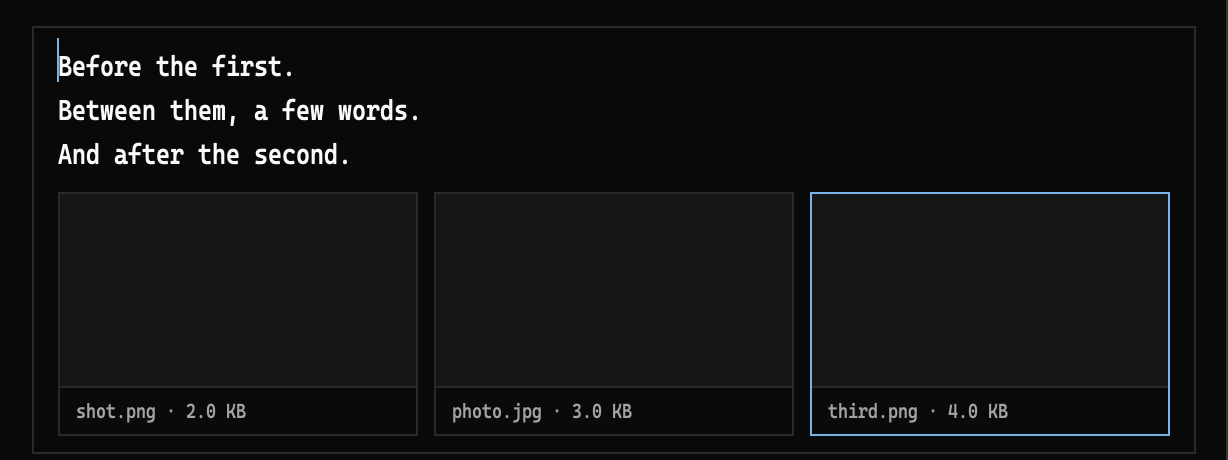 Before the first.
Between them, a few words.
And after the second.
shot.png · 2.0 KB
photo.jpg · 3.0 KB
third.png · 4.0 KB